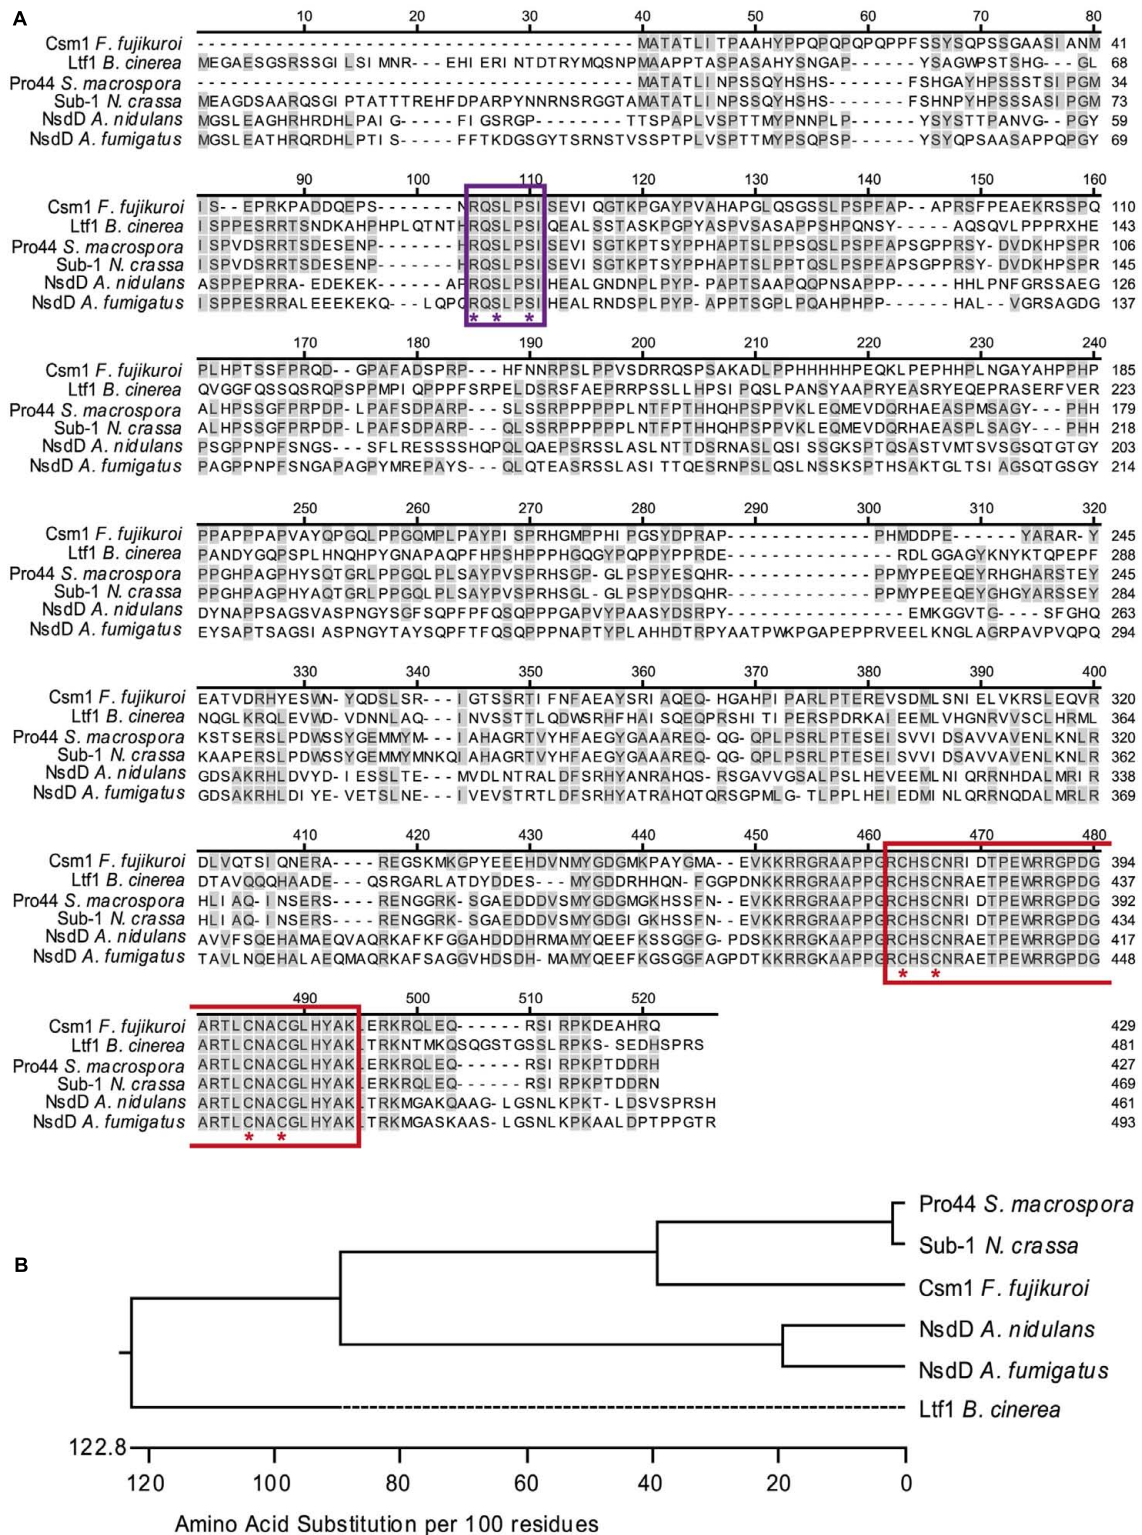 A
10 20 30 40 50 60 70 80
Csm1 F. fujikuroi ---------------------------------------MATATLITPAAHYPPQPQPQPQPPFSSYSQPSSGAASIANM 41
Ltf1 B. cinerea MEGAESGSRSSGILSIMNR---EHIERINTDTRYMQSNPMAAPPTASPASAHYSNGAP------YSAGWPSTSHG---GL 68
Pro44 S. macrospora ---------------------------------------MATATLINPSSQYHSHS--------FSHGAYHPSSSTSIPGM 34
Sub-1 N. crassa MEAGDSAARQSGIPTATTTREHFDPARPYNNRNSRGGTAMATATLINPSSQYHSHS--------FSHNPYHPSSSASIPGM 73
NsdD A. nidulans MGSLEAGHRHRDHLPAIG-----FIGSRGP--------TTSPAPLVSPTTMYPNNPLP------YSYSTTPANVG---PGY 59
NsdD A. fumigatus MGSLEATHRQRDHLPTIS-----FFTKDGSGYTSRNSTVSSPTPLVSPTTMYPSQPSP------YSYQPSAASAPPQPGY 69
90 100 110 120 130 140 150 160
Csm1 F. fujikuroi IS--EPRKPADDQEPS-------NRQSLPSISEVIQGTKPGAYPVAHAPGLQSGSSLPSPFAP--APRSFPEAEKRSSPQ 110
Ltf1 B. cinerea ISPPESRRTSNDKAHPHPLQTNTHRQSLPSIQEALSSTASKPGPYASPVSASAPPSHPQNSY-----AQSQVLPPPRXHE 143
Pro44 S. macrospora ISPVDSRRTSDESENP-------HRQSLPSISEVISGTKPTSYPPHAPTSLPPSQSLPSPFAPSGPPRSY-DVDKHPSPR 106
Sub-1 N. crassa ISPVDSRRTSDESENP-------HRQSLPSISEVISGTKPTSYPPHAPTSLPPTQSLPSPFAPSGPPRSY-DVDKHPSPR 145
NsdD A. nidulans ASPPEPRRA-EDEKEK-----APRQSLPSIHEALGNDNPLPYP-PAPTSAAPQQPNSAPPP---HHLPNFGRSSAEG 126
NsdD A. fumigatus ISPPESRRALEEEKEKQ--LQPQRQSLPSIHEALRNDSPLPYP-APPTSGPLPQAHPHPP-----HAL--VGRSAGDG 137
* * *
170 180 190 200 210 220 230 240
Csm1 F. fujikuroi PLHPTSSFPRQD--GPAFADSPRP---HFNNRPSLPPVSDRRQSPSAKADLPPHHHHHPEQKLPEPHHPLNGAYAHPPHP 185
Ltf1 B. cinerea QVGGFQSSQSRQPSPPMPIQPPPFSRPELDSRSFAEPRRPSSLLHPSIPQSLPANSYAAPRYEASRYEQEPRASERFVER 223
Pro44 S. macrospora ALHPSSGFPRPDP-LPAFSDPARP---SLSSRPPPPPPLNTFPTHHQHPSPPVKLEQMEVDQRHAEASPMSAGY---PHH 179
Sub-1 N. crassa ALHPSSGFPRPDP-LPAFSDPARP---QLSSRPPPPPPLNTFPTHHQHPSPPVKLEQMEVDQRHAEASPLSAGY---PHH 218
NsdD A. nidulans PSGPPNPFSNGS---SFLRESSSSHQPQLQAEPSRSSLASLNTTDSRNASLQSISSGKSPTQSASTVMTSVSGSQTGTGY 203
NsdD A. fumigatus PAGPPNPFSNGAPAGPYMREPAYS---QLQTEASRSSLASITTQESRNPSLQSLNSSKSPTHSAKTGLTSIAGSQTGSGY 214
250 260 270 280 290 300 310 320
Csm1 F. fujikuroi PPAPPPAPVAYQPGQLPPGQMPLPAYPISPRHGMPPHIPGSYDPRAP-------------PHMDDPE------YARAR-Y 245
Ltf1 B. cinerea PANDYGQPSPLHNQHPYGNAPAQPFHPSHPPPHGQGYPQPPYPPRDE---------------RDLGGAGYKNYKTQPEPF 288
Pro44 S. macrospora PPGHPAGPHYSQTGRLPPGQLPLSAYPVSPRHSGP-GLPSPYESQHR-------------PPMYPEEQEYRHGHARSTEY 245
Sub-1 N. crassa PPGHPAGPHYAQTGRLPPGQLPLSAYPVSPRHSGL-GLPSPYDSQHR-------------PPMYPEEQEYGHGYARSSEY 284
NsdD A. nidulans DYNAPPSAGSVASPNGYSGFSQPFPFQSQPPPGAPVYPAASYDSRPY----------------EMKGGVTG----SFGHQ 263
NsdD A. fumigatus EYSAPTSAGSIASPNGYTAYSQPFTFQSQPPPNAPTYPLAHHDTRPYAATPWKPGAPEPPRVEELKNGLAGRPAVPVQPQ 294
330 340 350 360 370 380 390 400
Csm1 F. fujikuroi EATVDRHYESWN-YQDSLSR---IGTSSRTIFNFAEAYSRIAQEQ-HGAHPIPARLPTEREVSDMLSNIELVKRSLEQVR 320
Ltf1 B. cinerea NQGLKRQLEVWD-VDNNLAQ---INVSSTTLQDWSRHFHAISQEQPRSHITIPERSPDRKAIEEMLVHGNRVVSCLHRML 364
Pro44 S. macrospora KSTSERSLPDWSSYGEMMYM---IAHAGRTVYHFAEGYGAAAREQ-QG-QPLPSRLPTESEISVVIDSAVVAVENLKNLR 320
Sub-1 N. crassa KAAPERSLPDWSSYGEMMYMNKQIAHAGRTVYHFAEGYGAAAREQ-QG-QPLPSRLPTESEISVVIDSAVVAVENLKNLR 362
NsdD A. nidulans GDSAKRHLDVYD-IESSLTE---MVDLNTRALDFSRHYANRAHQS-RSGAVVGSALPSLHEVEEMLNIQRRNHDALMRIR 338
NsdD A. fumigatus GDSAKRHLDIYE-VETSLNE---IVEVSTRTLDFSRHYATRAHQTQRSGPMLG-TLPPLHEIEDMINLQRRNQDALMRLR 369
410 420 430 440 450 460 470 480
Csm1 F. fujikuroi DLVQTSIQNERA----REGSKMKGPYEEEHDVNMYGDGMKPAYGMA--EVKKRRGRAAPPGRCHSCNRIDTPEWRRGPDG 394
Ltf1 B. cinerea DTAVQQQHAADE---QSRGARLATDYDDES---MYGDDRHHQN-FGGPDNKKRRGRAAPPGRCHSCNRAETPEWRRGPDG 437
Pro44 S. macrospora HLIAQ-INSERS----RENGGRK-SGAEDDDVSMYGDGMGKHSSFN--EVKKRRGRAAPPGRCHSCNRIDTPEWRRGPDG 392
Sub-1 N. crassa HLIAQ-INSERS----RENGGRK-SGAEDDDVSMYGDGIGKHSSFN--EVKKRRGRAAPPGRCHSCNRIDTPEWRRGPDG 434
NsdD A. nidulans AVVFSQEHAMAEQVAQRKAFKFGGAHDDDHRMAMYQEEFKSSGGFG-PDSKKRRGKAAPPGRCHSCNRAETPEWRRGPDG 417
NsdD A. fumigatus TAVLNQEHALAEQMAQRKAFSAGGVHDSDH-MAMYQEEFKGSGGFAGPDTKKRRGKAAPPGRCHSCNRAETPEWRRGPDG 448
* *
490 500 510 520
Csm1 F. fujikuroi ARTLCNACGLHYAKLERKRQLEQ------RSIRPKDEAHRQ 429
Ltf1 B. cinerea ARTLCNACGLHYAKLTRKNTMKQSQGSTGSSLRPKS-SEDHSPRS 481
Pro44 S. macrospora ARTLCNACGLHYAKLERKRQLEQ------RSIRPKPTDDRH 427
Sub-1 N. crassa ARTLCNACGLHYAKLERKRQLEQ------RSIRPKPTDDRN 469
NsdD A. nidulans ARTLCNACGLHYAKLTRKMGAKQAAG-LGSNLKPKT-LDSVSPRSH 461
NsdD A. fumigatus ARTLCNACGLHYAKLTRKMGASKAAS-LGSNLKPKAALDPTPPGTR 493
* *
B
Pro44 S. macrospora
Sub-1 N. crassa
Csm1 F. fujikuroi
NsdD A. nidulans
NsdD A. fumigatus
Ltf1 B. cinerea
122.8
120 100 80 60 40 20 0
Amino Acid Substitution per 100 residues